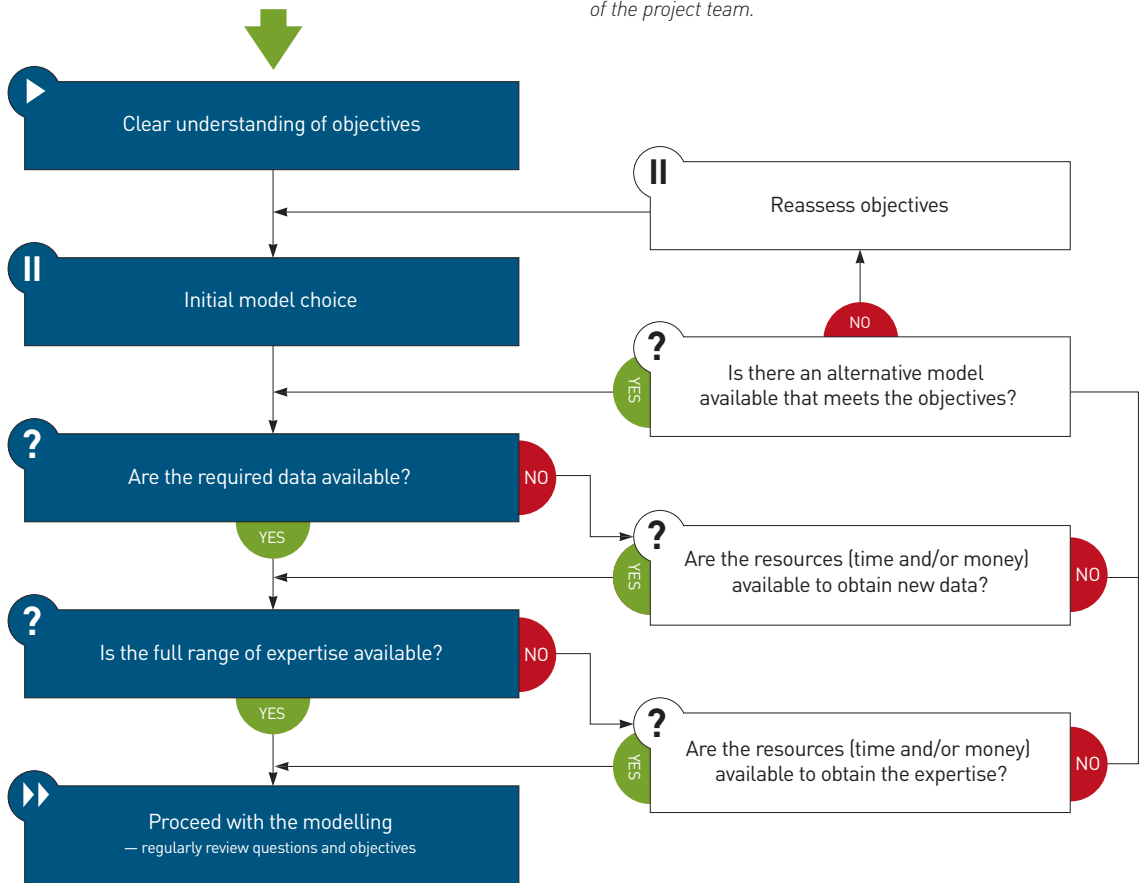 of the project team.
Clear understanding of objectives
Reassess objectives
Initial model choice
NO
?
Is there an alternative model
available that meets the objectives?
YES
?
Are the required data available?
NO
YES
?
Are the resources (time and/or money)
available to obtain new data?
YES
NO
?
Is the full range of expertise available?
NO
YES
?
Are the resources (time and/or money)
available to obtain the expertise?
YES
NO
Proceed with the modelling
— regularly review questions and objectives